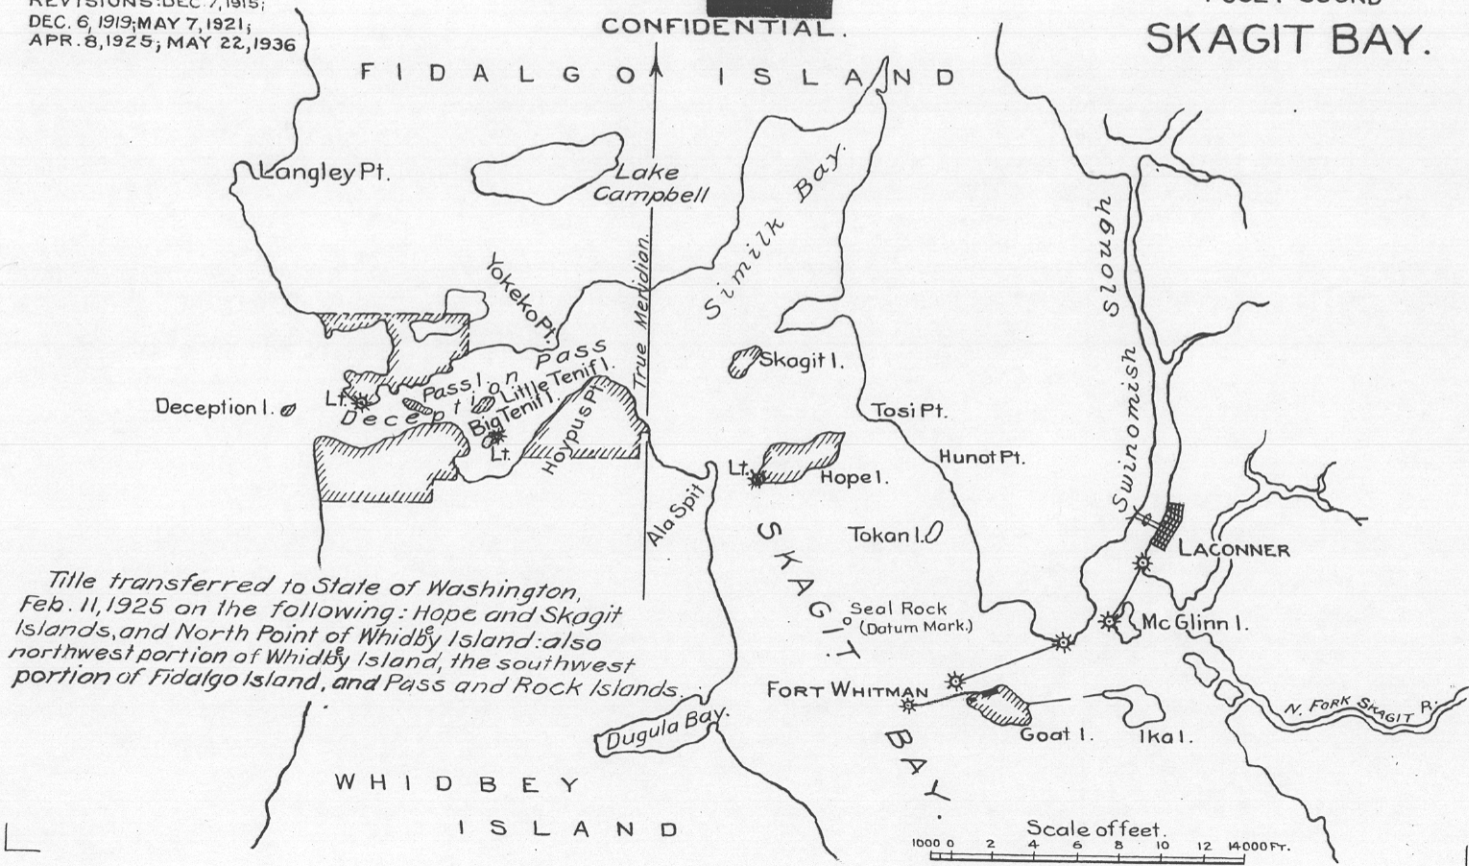 REVISIONS: DEC. 7, 1915;
DEC. 6, 1919; MAY 7, 1921;
APR. 8, 1925; MAY 22, 1936
CONFIDENTIAL.
SKAGIT BAY.
FIDALGO ISLAND
Langley Pt.
Lake
Campbell
Similk Bay.
True Meridian.
Swinomish Slough
Yokeko Pt.
Deception Pass
Pass I.
Little Tenif I.
Big Tenif I.
Hoypus Pt.
Deception I.
Lt.
Lt.
Skagit I.
Tosi Pt.
Hunot Pt.
Lt.
Hope I.
Ala Spit
Tokan I.
LACONNER
SKAGIT BAY.
Seal Rock
(Datum Mark.)
Mc Glinn I.
Title transferred to State of Washington,
Feb. 11, 1925 on the following: Hope and Skagit
Islands, and North Point of Whidbey Island: also
northwest portion of Whidbey Island, the southwest
portion of Fidalgo Island, and Pass and Rock Islands.
FORT WHITMAN
Goat I.
Ika I.
N. FORK SKAGIT R.
Dugula Bay.
WHIDBEY
ISLAND
Scale of feet.
1000 0 2 4 6 8 10 12 14000 FT.